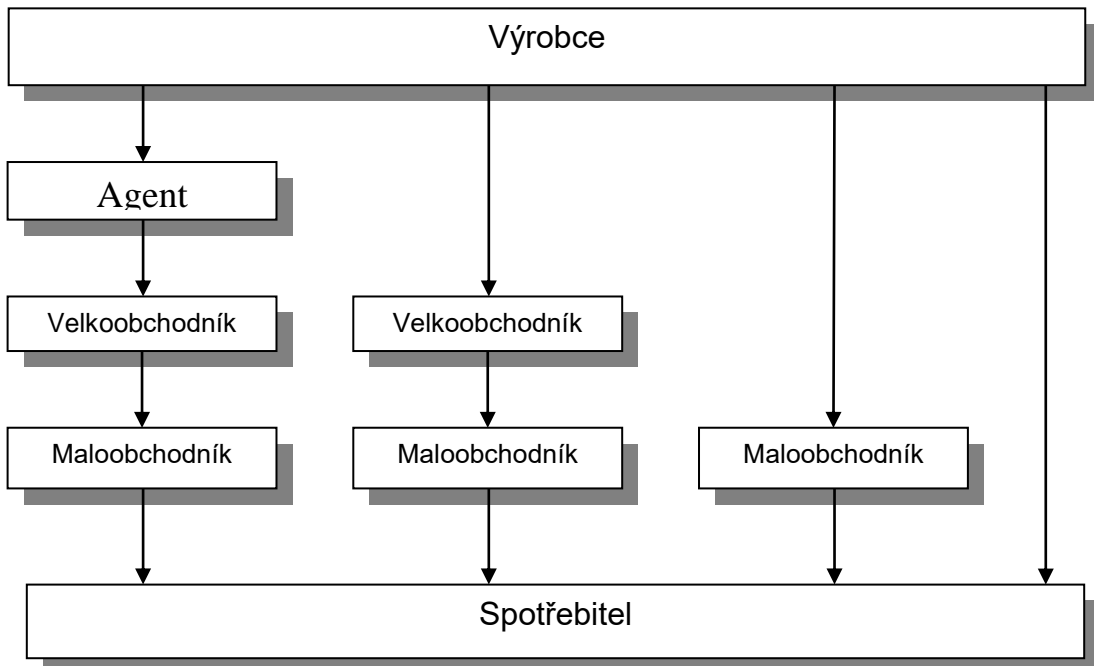 Výrobce
Agent
Velkoobchodník
Velkoobchodník
Maloobchodník
Maloobchodník
Maloobchodník
Spotřebitel